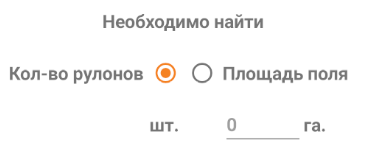 Необходимо найти
Кол-во рулонов Площадь поля
шт. 0 га.